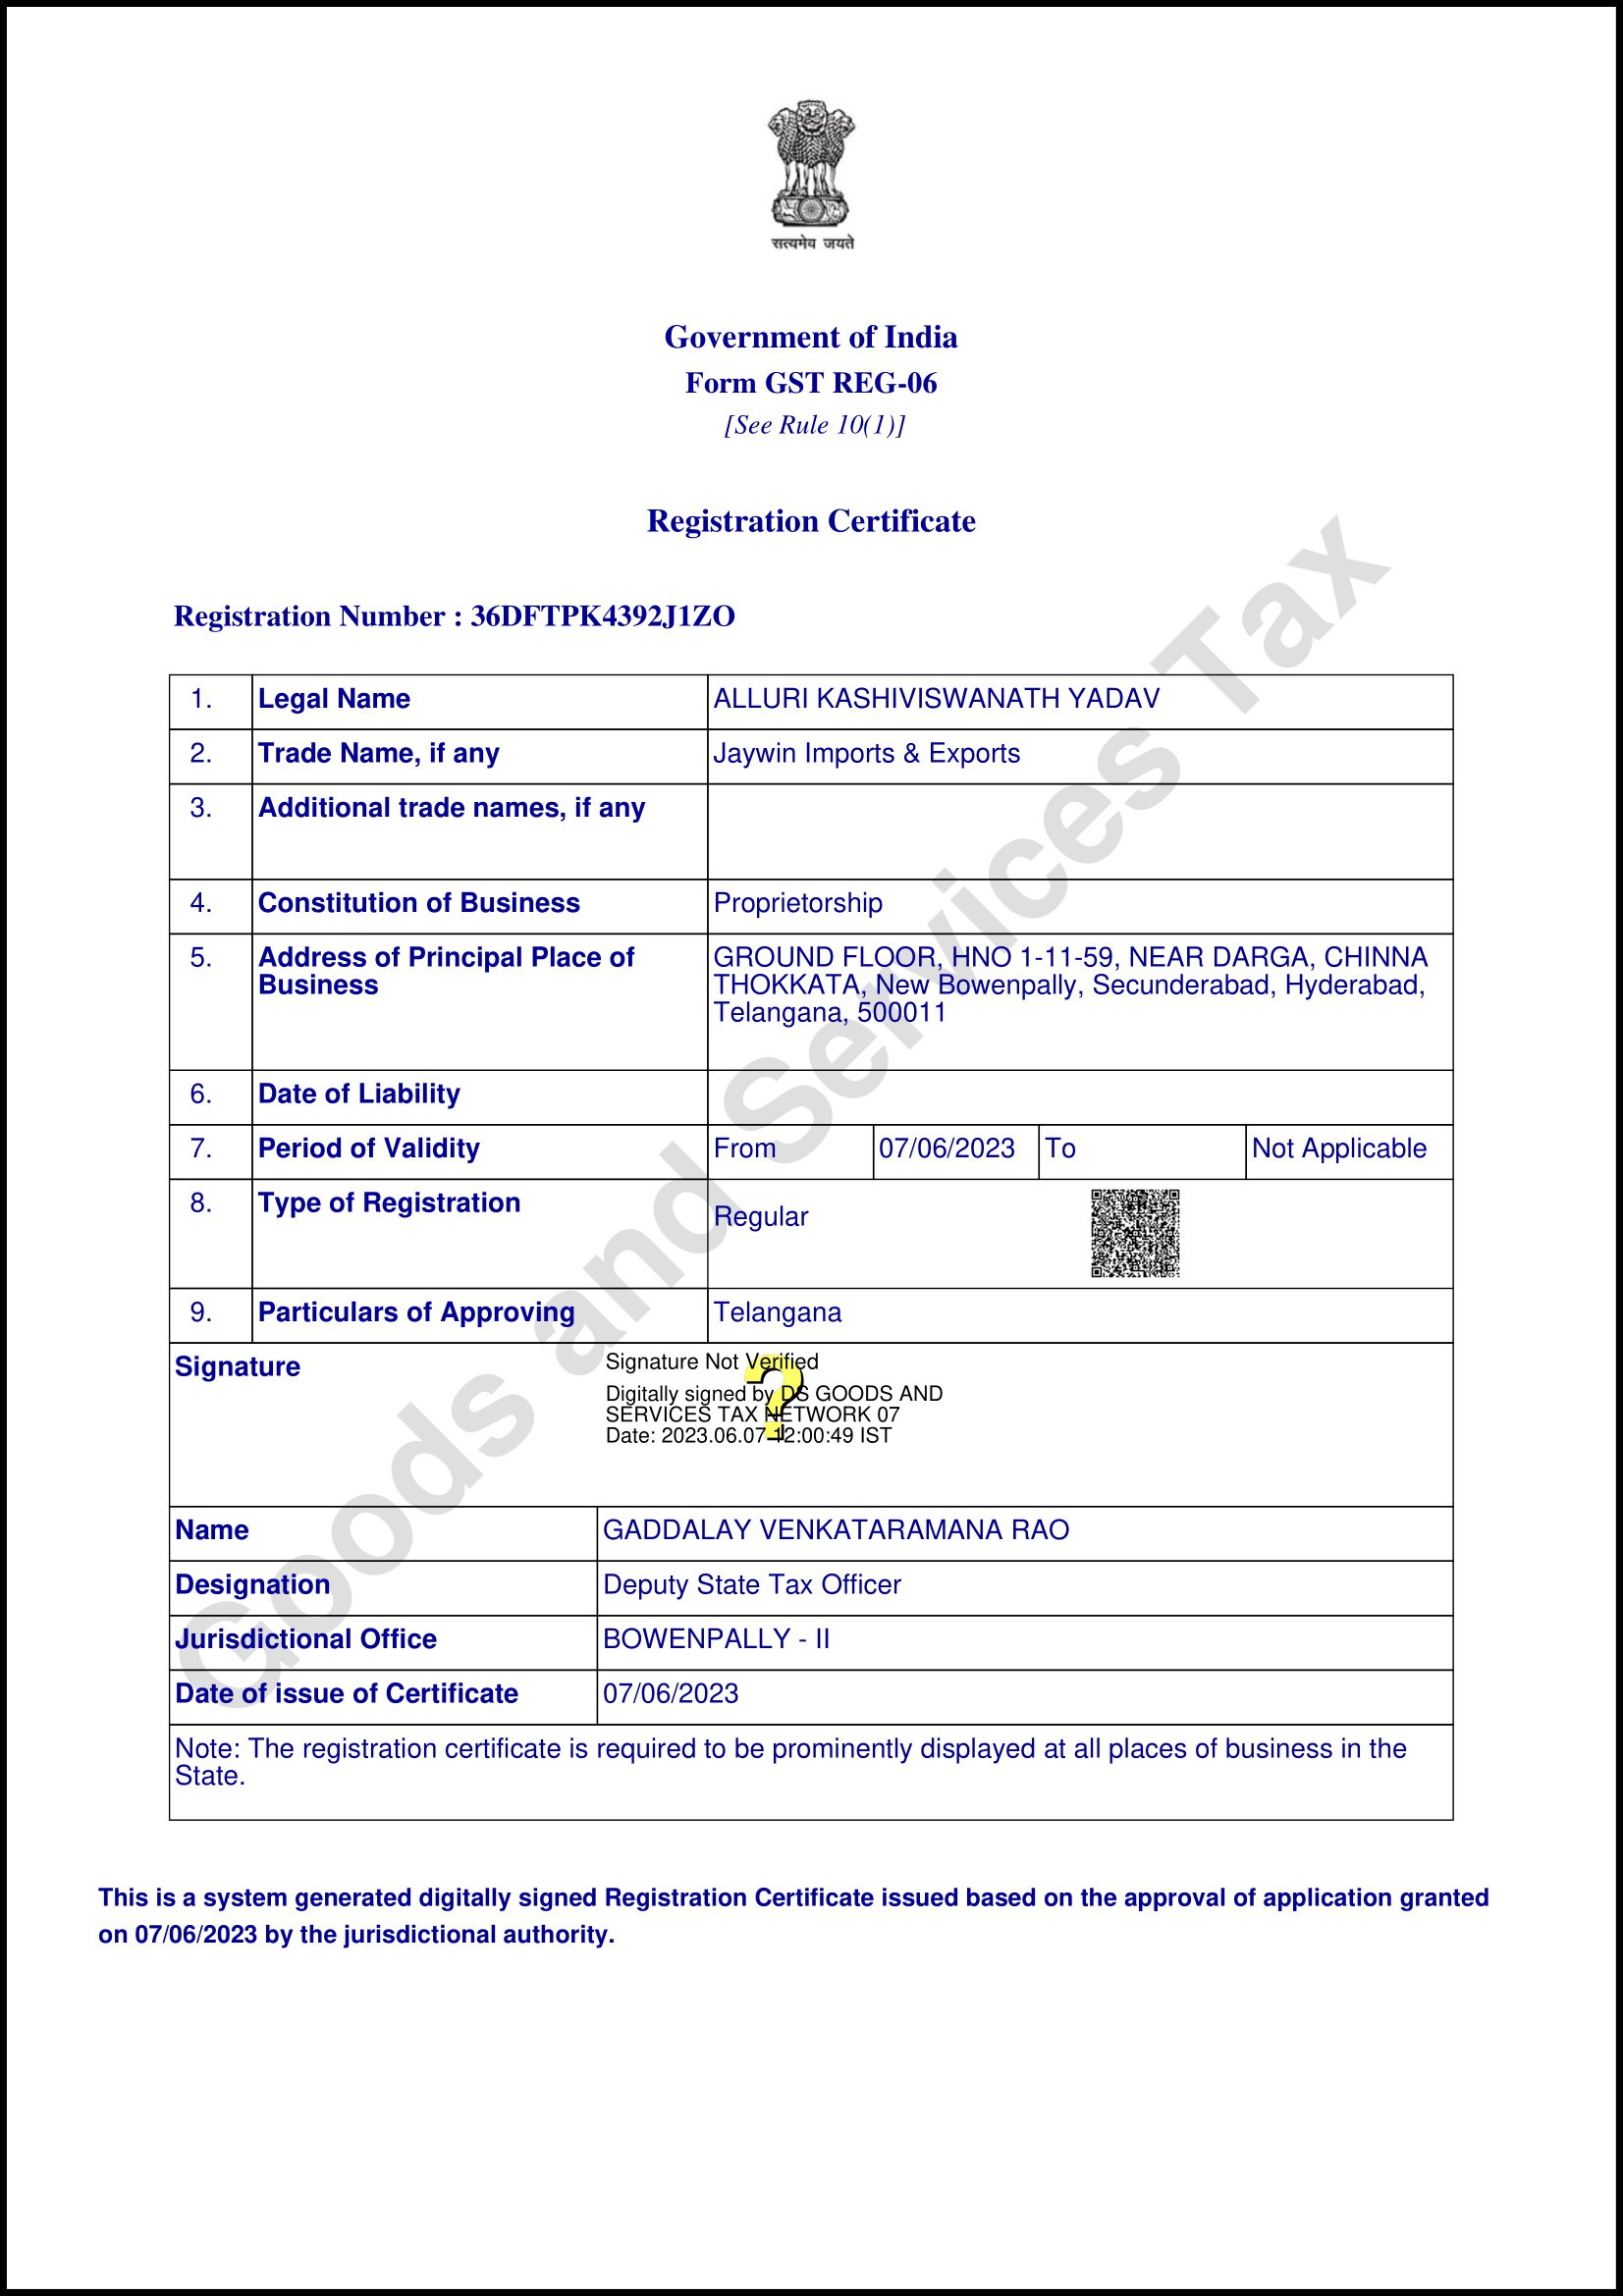 सत्यमेव जयते
Government of India
Form GST REG-06
[See Rule 10(1)]
Registration Certificate
Registration Number : 36DFTPK4392J1ZO
1. Legal Name ALLURI KASHIVISWANATH YADAV
2. Trade Name, if any Jaywin Imports & Exports
3. Additional trade names, if any
4. Constitution of Business Proprietorship
5. Address of Principal Place of Business GROUND FLOOR, HNO 1-11-59, NEAR DARGA, CHINNA
THOKKATA, New Bowenpally, Secunderabad, Hyderabad,
Telangana, 500011
6. Date of Liability
7. Period of Validity From 07/06/2023 To Not Applicable
8. Type of Registration Regular
9. Particulars of Approving Telangana
Signature Signature Not Verified
Digitally signed by DS GOODS AND
SERVICES TAX NETWORK 07
Date: 2023.06.07 12:00:49 IST
Name GADDALAY VENKATARAMANA RAO
Designation Deputy State Tax Officer
Jurisdictional Office BOWENPALLY - II
Date of issue of Certificate 07/06/2023
Note: The registration certificate is required to be prominently displayed at all places of business in the
State.
This is a system generated digitally signed Registration Certificate issued based on the approval of application granted
on 07/06/2023 by the jurisdictional authority.
Goods and Services Tax